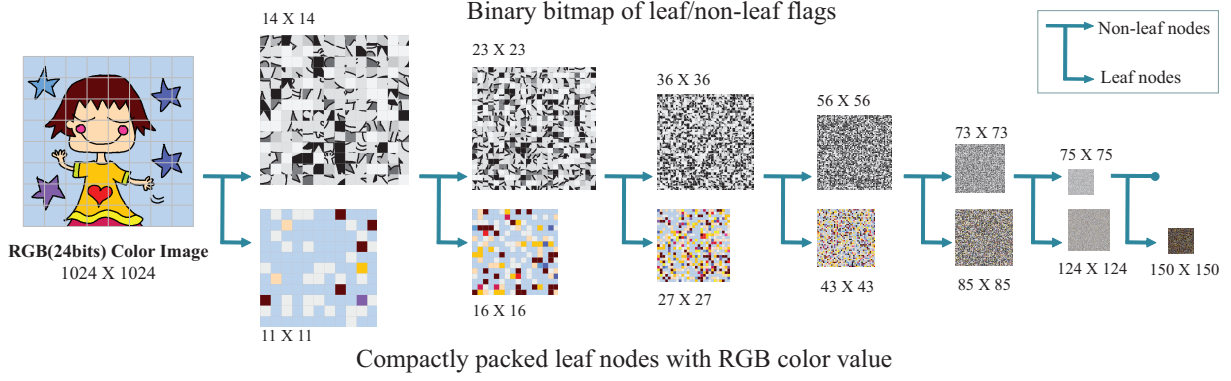 Binary bitmap of leaf/non-leaf flags
14 X 14
23 X 23
36 X 36
56 X 56
73 X 73
75 X 75
Non-leaf nodes
Leaf nodes
RGB(24bits) Color Image
1024 X 1024
11 X 11
16 X 16
27 X 27
43 X 43
85 X 85
124 X 124
150 X 150
Compactly packed leaf nodes with RGB color value